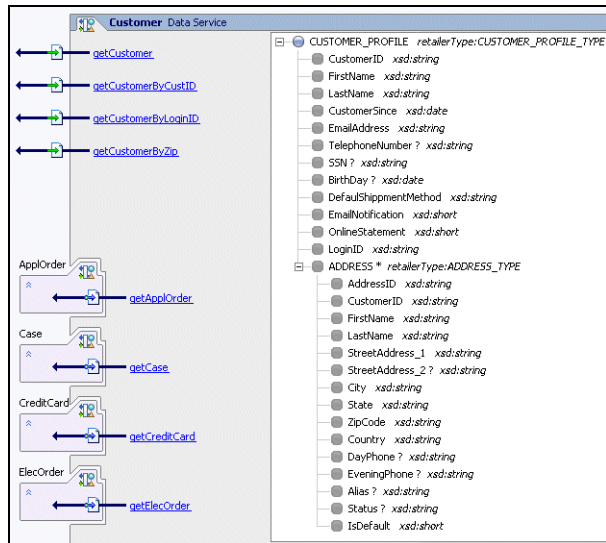 Customer Data Service
getCustomer
getCustomerByCustID
getCustomerByLoginID
getCustomerByZip
ApplOrder
getApplOrder
Case
getCase
CreditCard
getCreditCard
ElecOrder
getElecOrder
CUSTOMER_PROFILE retailerType:CUSTOMER_PROFILE_TYPE
CustomerID xsd:string
FirstName xsd:string
LastName xsd:string
CustomerSince xsd:date
EmailAddress xsd:string
TelephoneNumber ? xsd:string
SSN ? xsd:string
BirthDay ? xsd:date
DefaulShippmentMethod xsd:string
EmailNotification xsd:short
OnlineStatement xsd:short
LoginID xsd:string
ADDRESS * retailerType:ADDRESS_TYPE
AddressID xsd:string
CustomerID xsd:string
FirstName xsd:string
LastName xsd:string
StreetAddress_1 xsd:string
StreetAddress_2 ? xsd:string
City xsd:string
State xsd:string
ZipCode xsd:string
Country xsd:string
DayPhone ? xsd:string
EveningPhone ? xsd:string
Alias ? xsd:string
Status ? xsd:string
IsDefault xsd:short